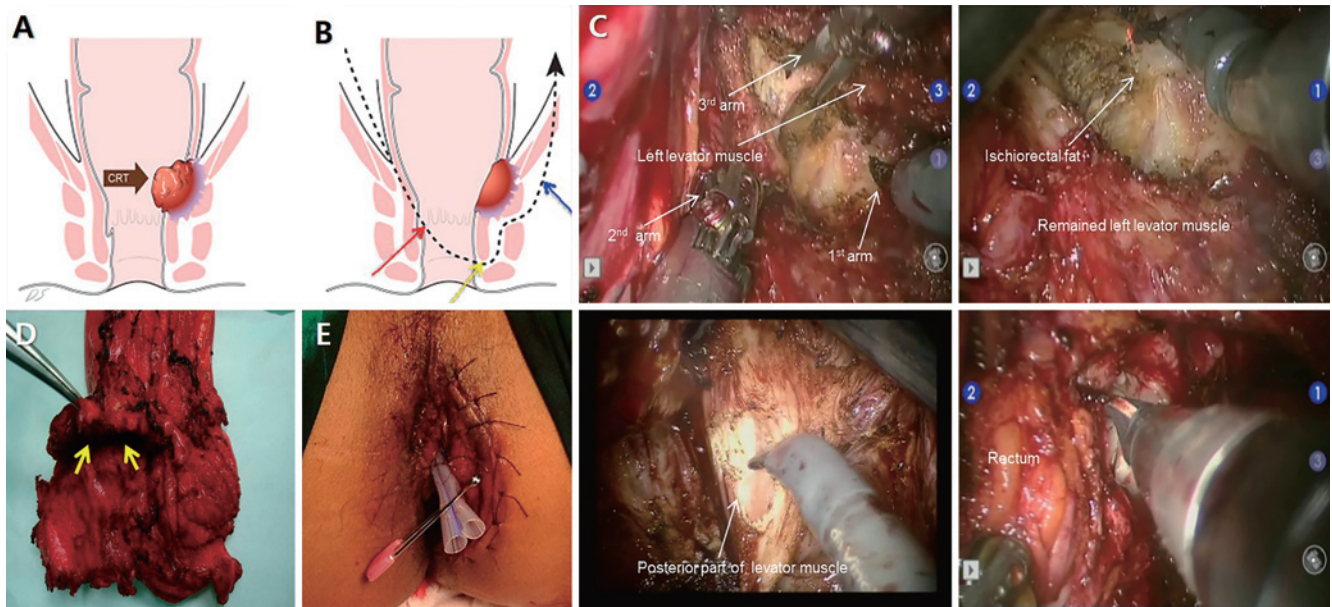 A
CRT
DS
B
C
2
3rd arm
3
Left levator muscle
1
2nd arm
1st arm
2
1
Ischiorectal fat
3
Remained left levator muscle
D
E
Posterior part of levator muscle
2
1
3
Rectum